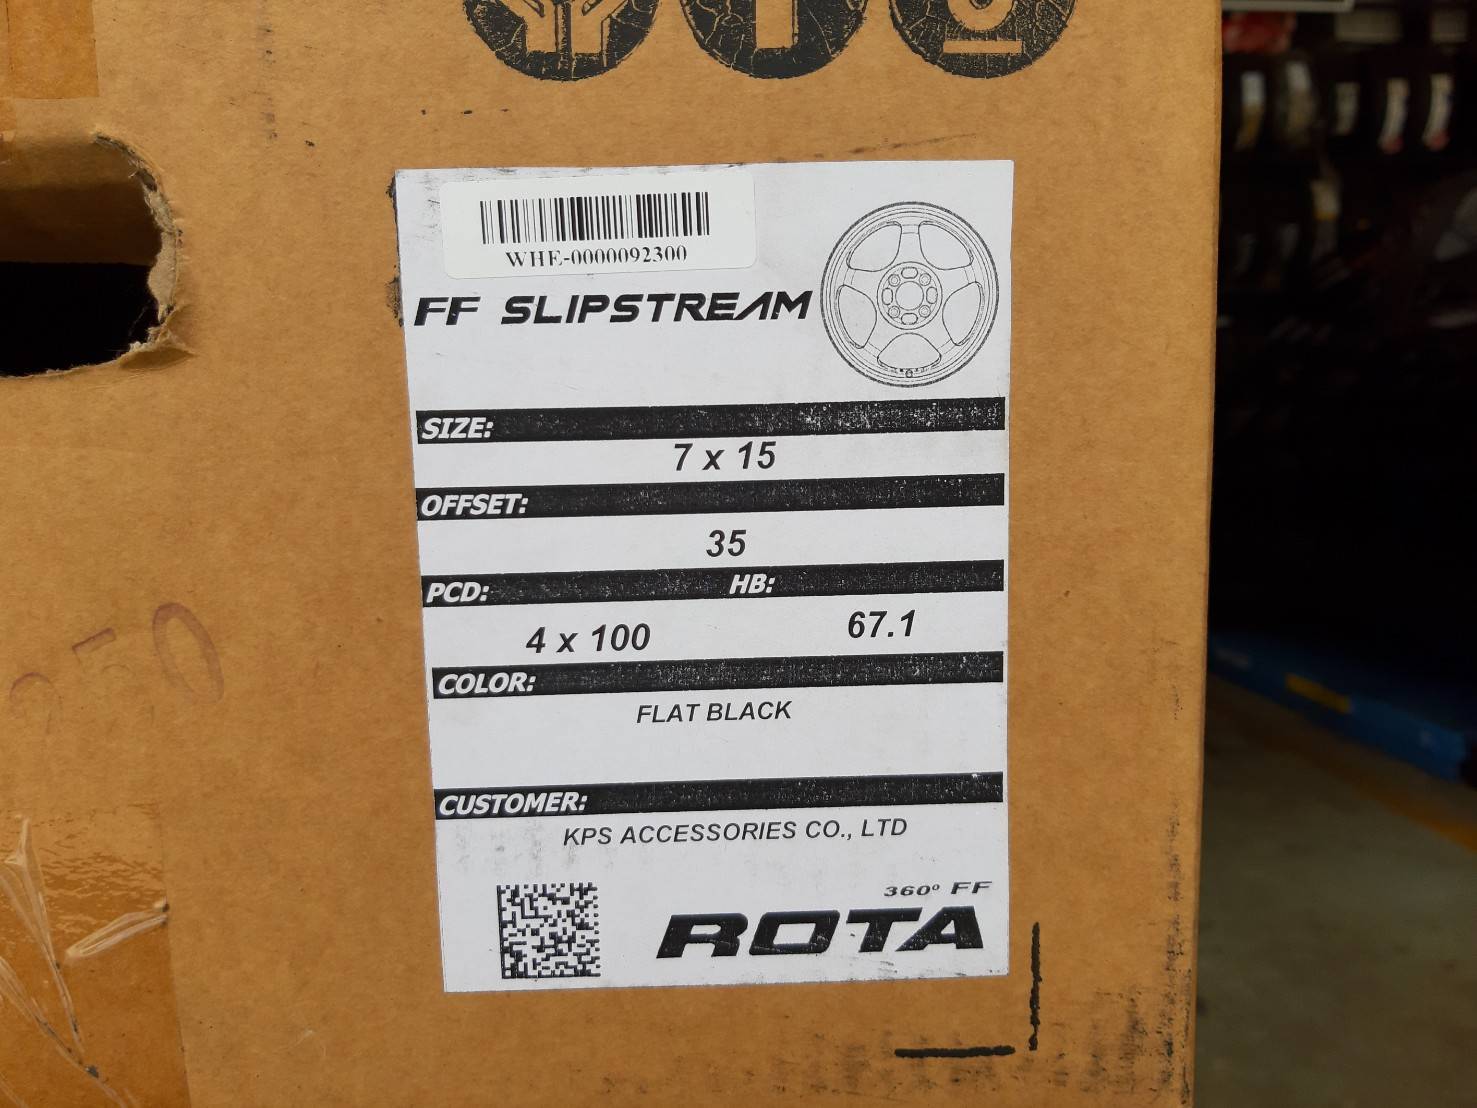 WHE-0000092300
FF SLIPSTREAM
SIZE:
7 x 15
OFFSET:
35
PCD: HB:
4 x 100 67.1
COLOR:
FLAT BLACK
CUSTOMER:
KPS ACCESSORIES CO., LTD
360° FF
ROTA